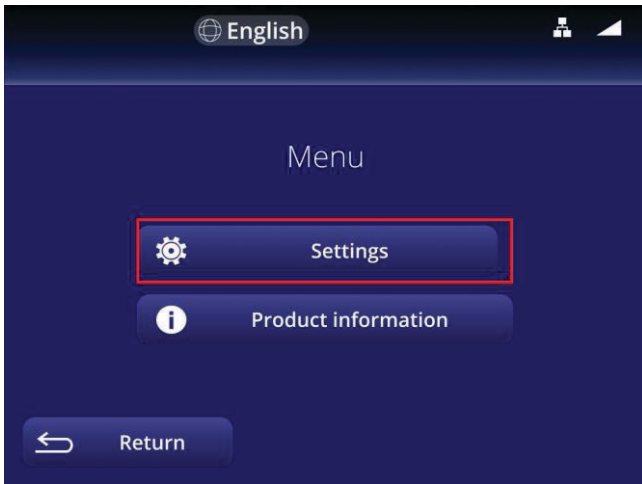 English
Menu
Settings
Product information
Return